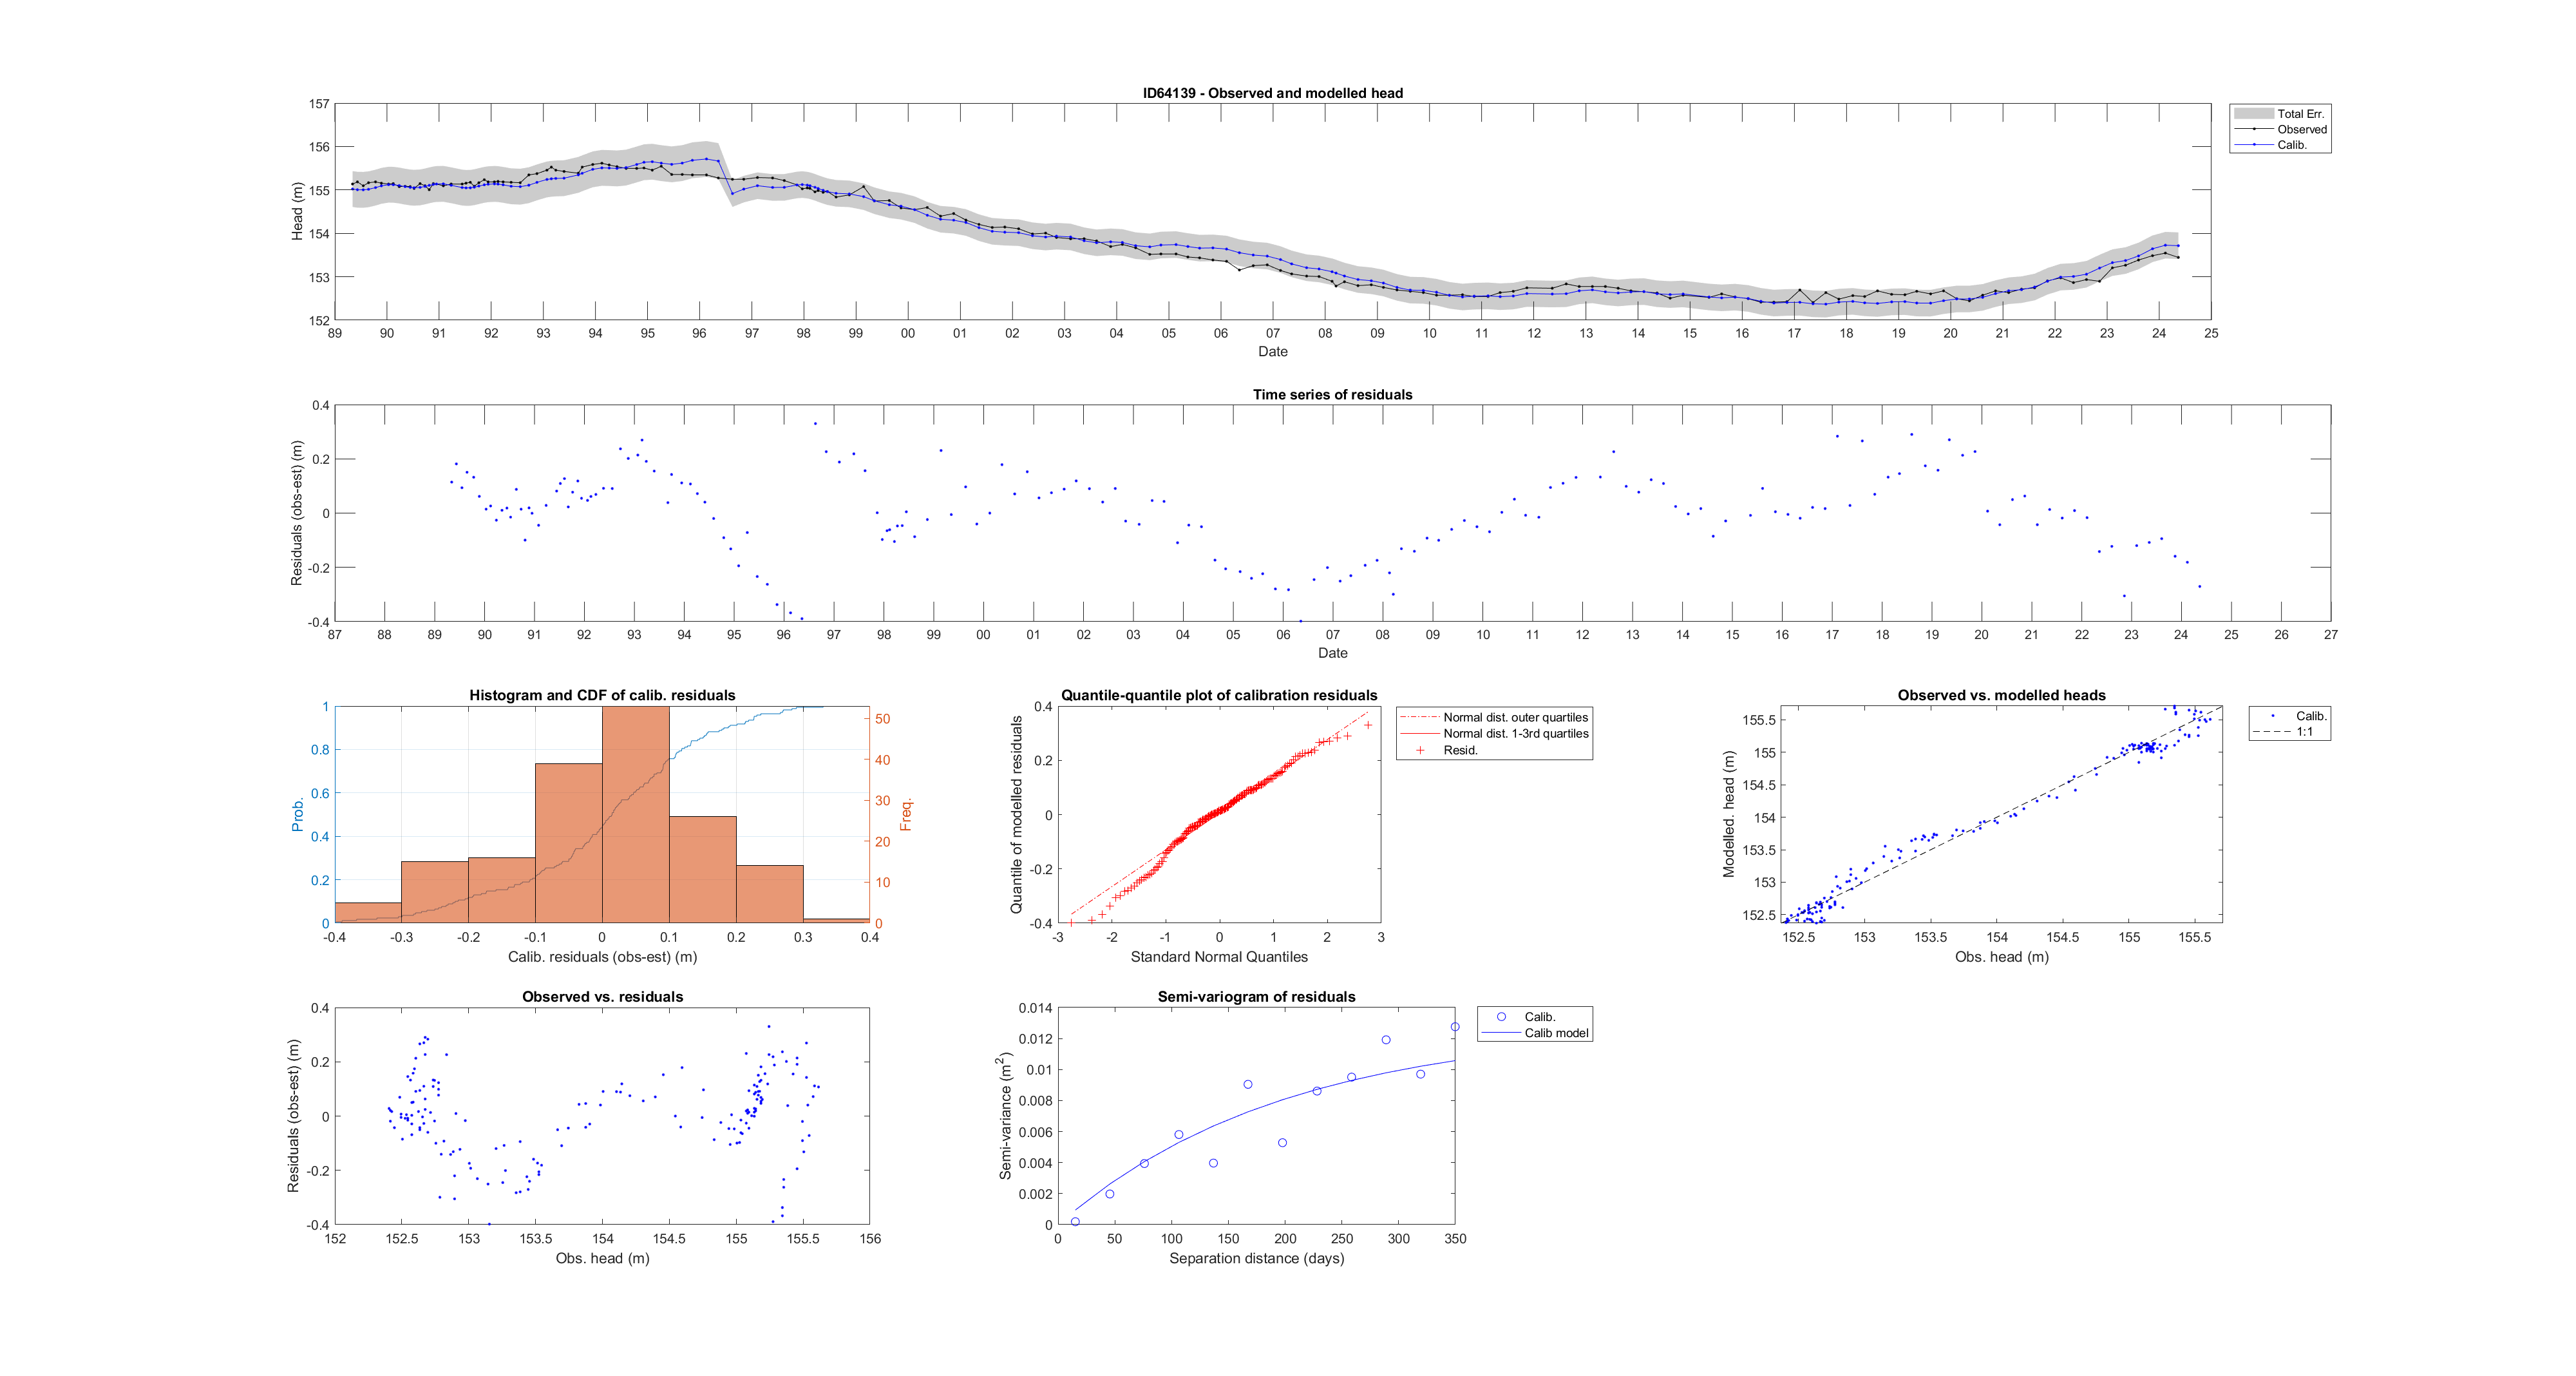 ID64139 - Observed and modelled head
157
156
155
154
153
152
Head (m)
89 90 91 92 93 94 95 96 97 98 99 00 01 02 03 04 05 06 07 08 09 10 11 12 13 14 15 16 17 18 19 20 21 22 23 24 25
Date
Total Err.
Observed
Calib.
Time series of residuals
0.4
0.2
0
-0.2
-0.4
Residuals (obs-est) (m)
87 88 89 90 91 92 93 94 95 96 97 98 99 00 01 02 03 04 05 06 07 08 09 10 11 12 13 14 15 16 17 18 19 20 21 22 23 24 25 26 27
Date
Histogram and CDF of calib. residuals
1
0.8
0.6
0.4
0.2
0
Prob.
50
40
30
20
10
0
Freq.
-0.4 -0.3 -0.2 -0.1 0 0.1 0.2 0.3 0.4
Calib. residuals (obs-est) (m)
Quantile-quantile plot of calibration residuals
0.4
0.2
0
-0.2
-0.4
Quantile of modelled residuals
-3 -2 -1 0 1 2 3
Standard Normal Quantiles
Normal dist. outer quartiles
Normal dist. 1-3rd quartiles
Resid.
Observed vs. modelled heads
155.5
155
154.5
154
153.5
153
152.5
Modelled. head (m)
152.5 153 153.5 154 154.5 155 155.5
Obs. head (m)
Calib.
1:1
Observed vs. residuals
0.4
0.2
0
-0.2
-0.4
Residuals (obs-est) (m)
152 152.5 153 153.5 154 154.5 155 155.5 156
Obs. head (m)
Semi-variogram of residuals
0.014
0.012
0.01
0.008
0.006
0.004
0.002
0
Semi-variance (m2)
0 50 100 150 200 250 300 350
Separation distance (days)
Calib.
Calib model